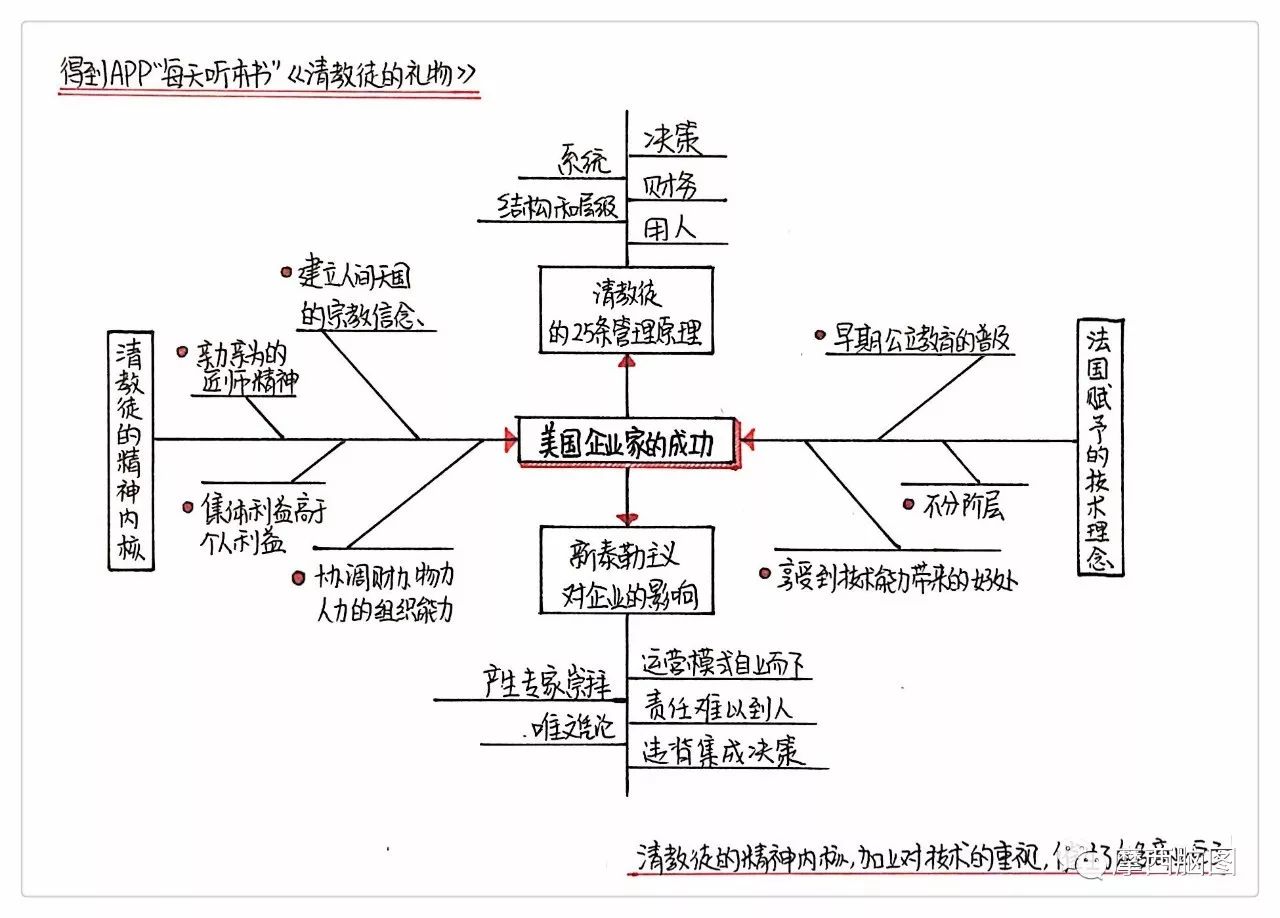 得到APP“每天听本书”《清教徒的礼物》
系统
结构和层级
决策
财务
用人
清教徒
的25条管理原理
建立人间天国
的宗教信念、
亲力亲为的
匠师精神
清教徒的精神内核
集体利益高于
个人利益
协调财力、物力
人力的组织能力
美国企业家的成功
早期公立教育的普及
不分阶层
享受到技术能力带来的好处
法国赋予的技术理念
新泰勒主义
对企业的影响
产生专家崇拜
唯文凭论
运营模式自上而下
责任难以到人
违背集成决策
清教徒的精神内核,加上对技术的重视,
摩西脑图